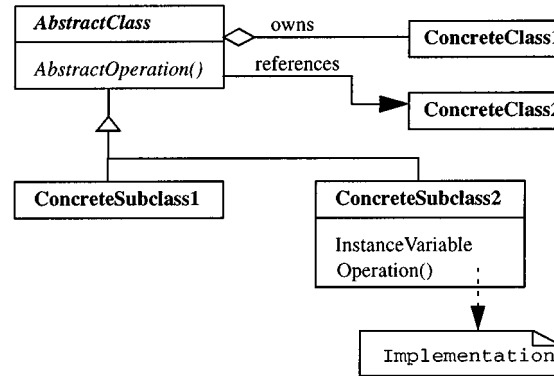 AbstractClass
owns
ConcreteClass1
AbstractOperation()
references
ConcreteClass2
ConcreteSubclass1
ConcreteSubclass2
InstanceVariable
Operation()
Implementation